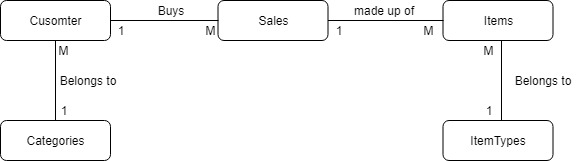 Buys
made up of
Cusomter
Sales
Items
1
M
1
M
M
M
Belongs to
Belongs to
1
1
Categories
ItemTypes